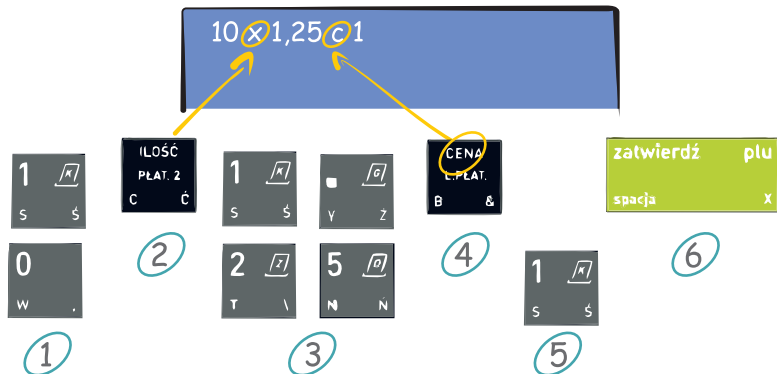 10 x 1,25 c 1
ILOŚĆ
PŁAT. 2
C Ć
1 K
S Ś
1 K
S Ś
. G
Y Ż
CENA
Ł.PŁAT.
B &
zatwierdź plu
spacja X
0
W .
2 I
T \
5 O
N Ń
1 K
S Ś
1
2
3
4
5
6